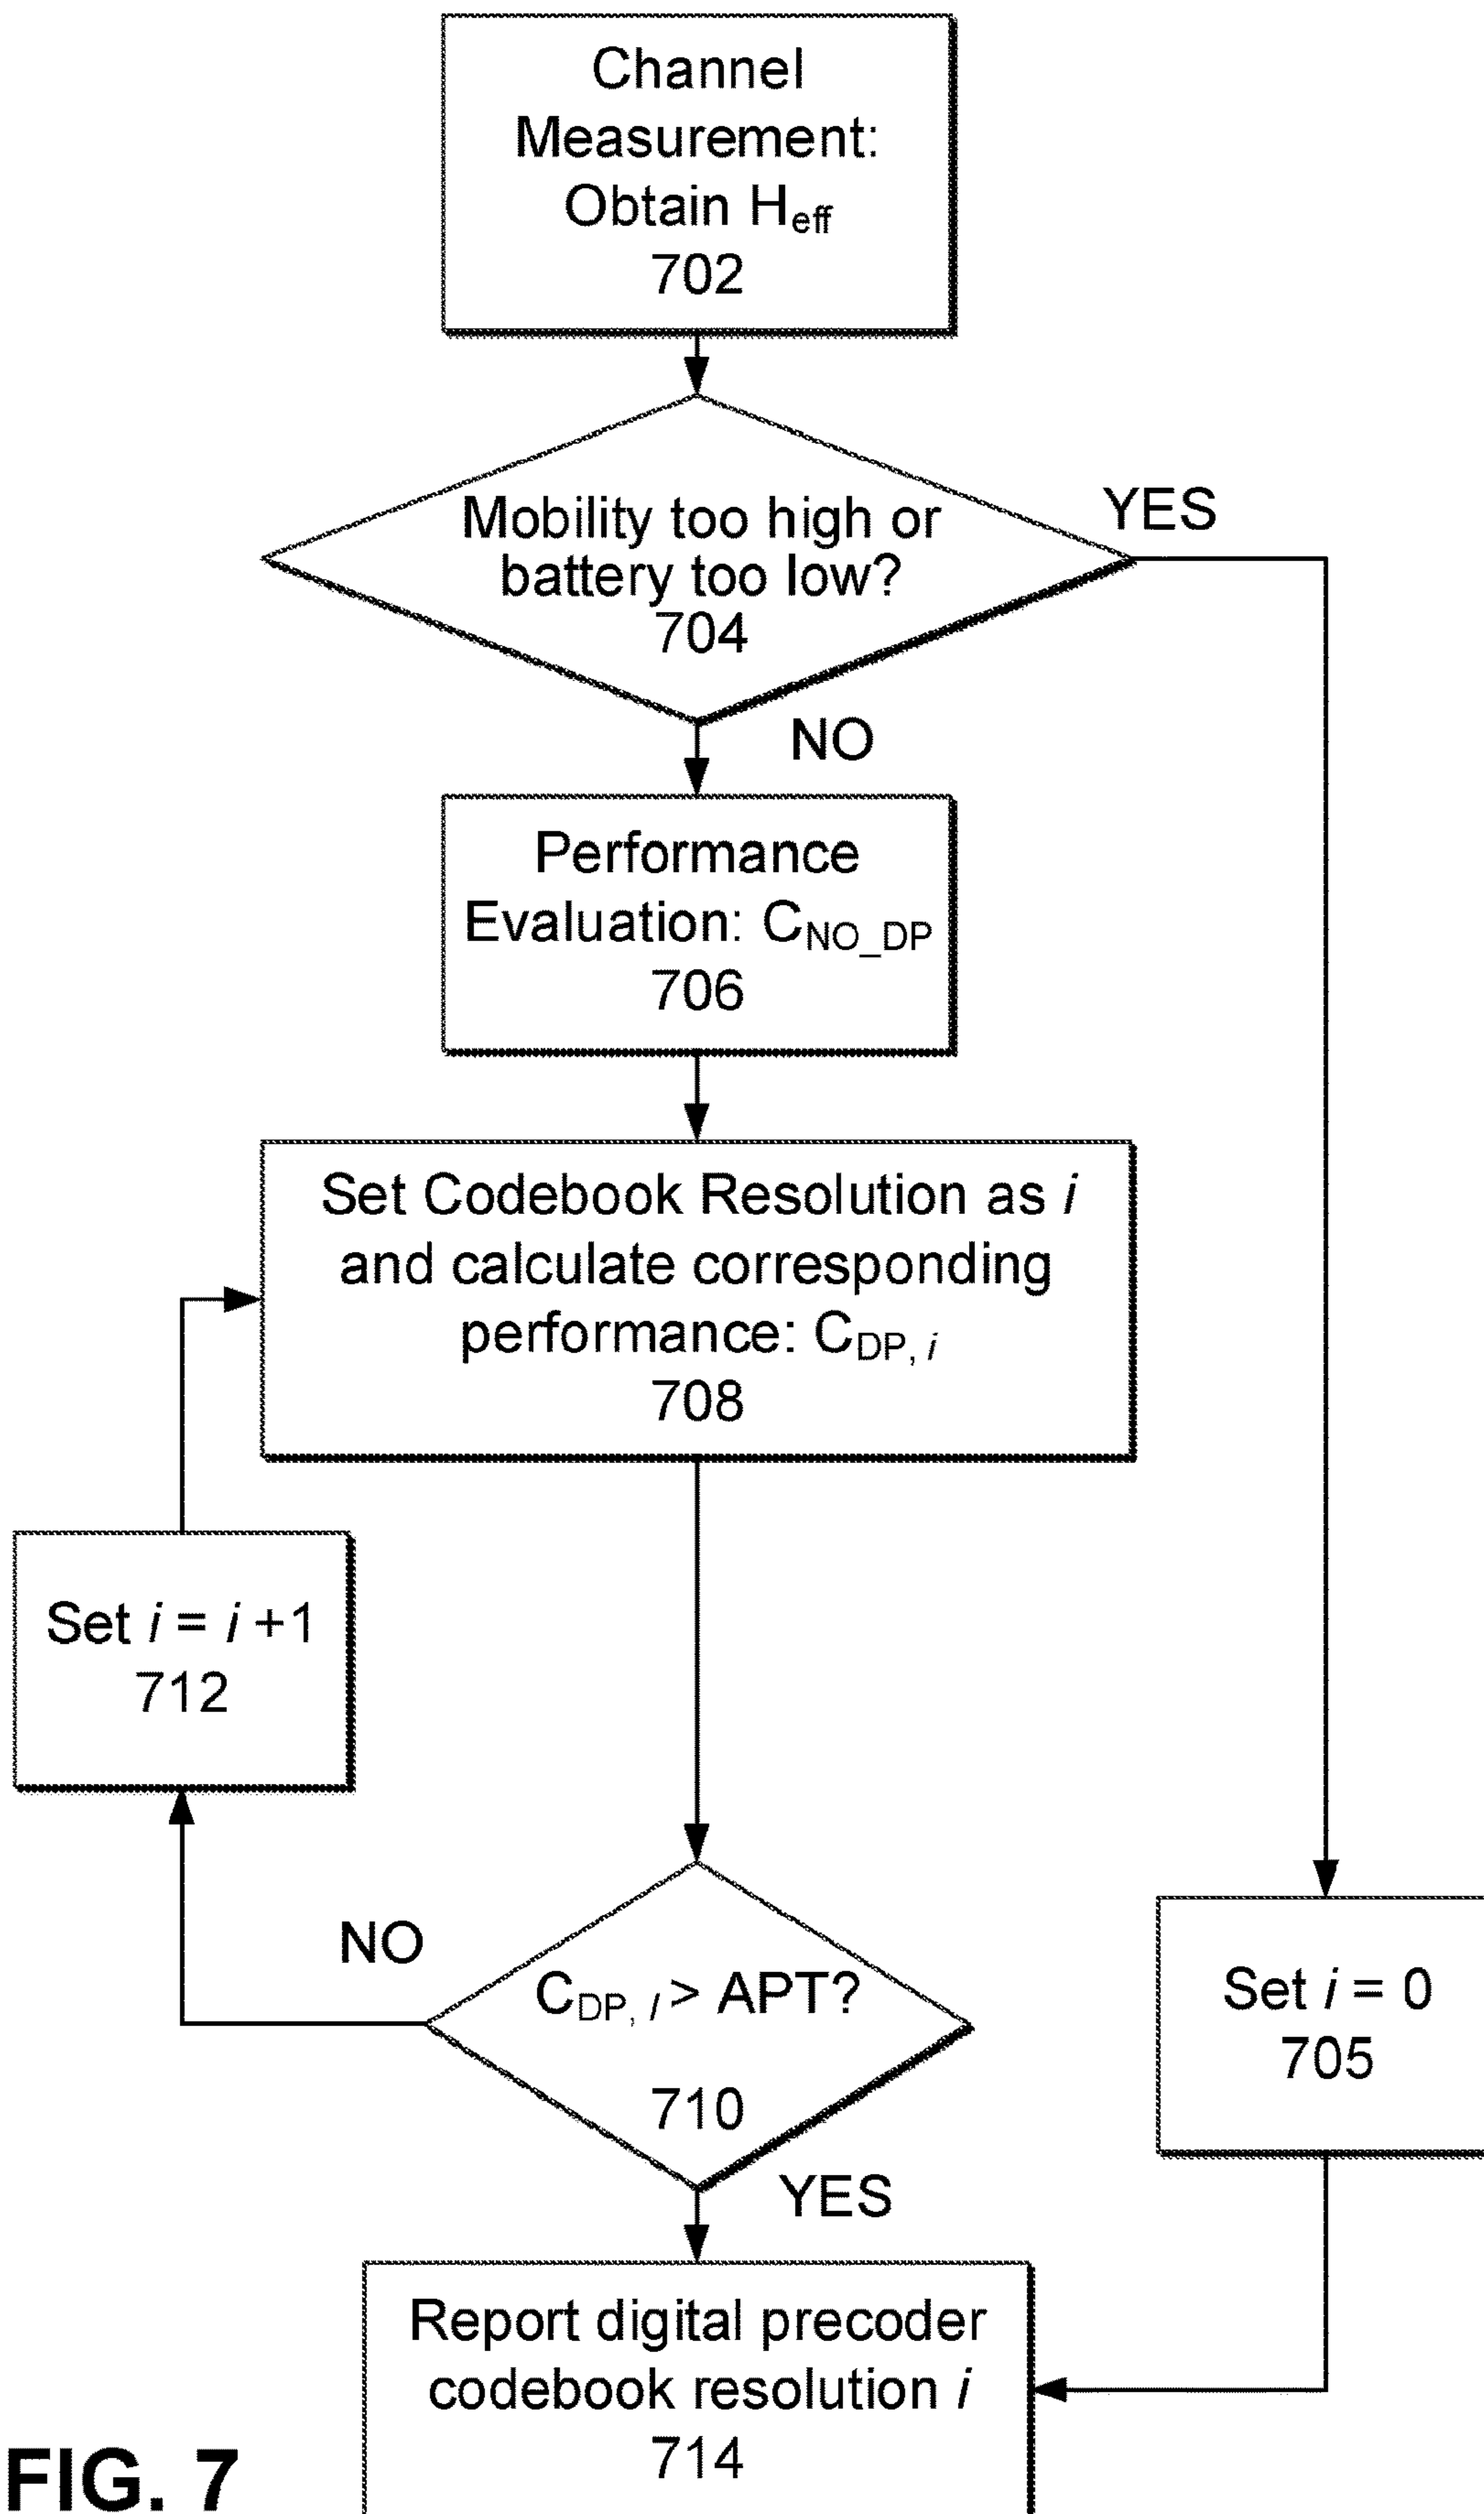 Channel
Measurement:
Obtain Heff
702
Mobility too high or
battery too low?
704
YES
NO
Performance
Evaluation: CNO_DP
706
Set Codebook Resolution as i
and calculate corresponding
performance: CDP, i
708
Set i = i +1
712
NO
CDP, I > APT?
710
YES
Set i = 0
705
Report digital precoder
codebook resolution i
714
FIG. 7